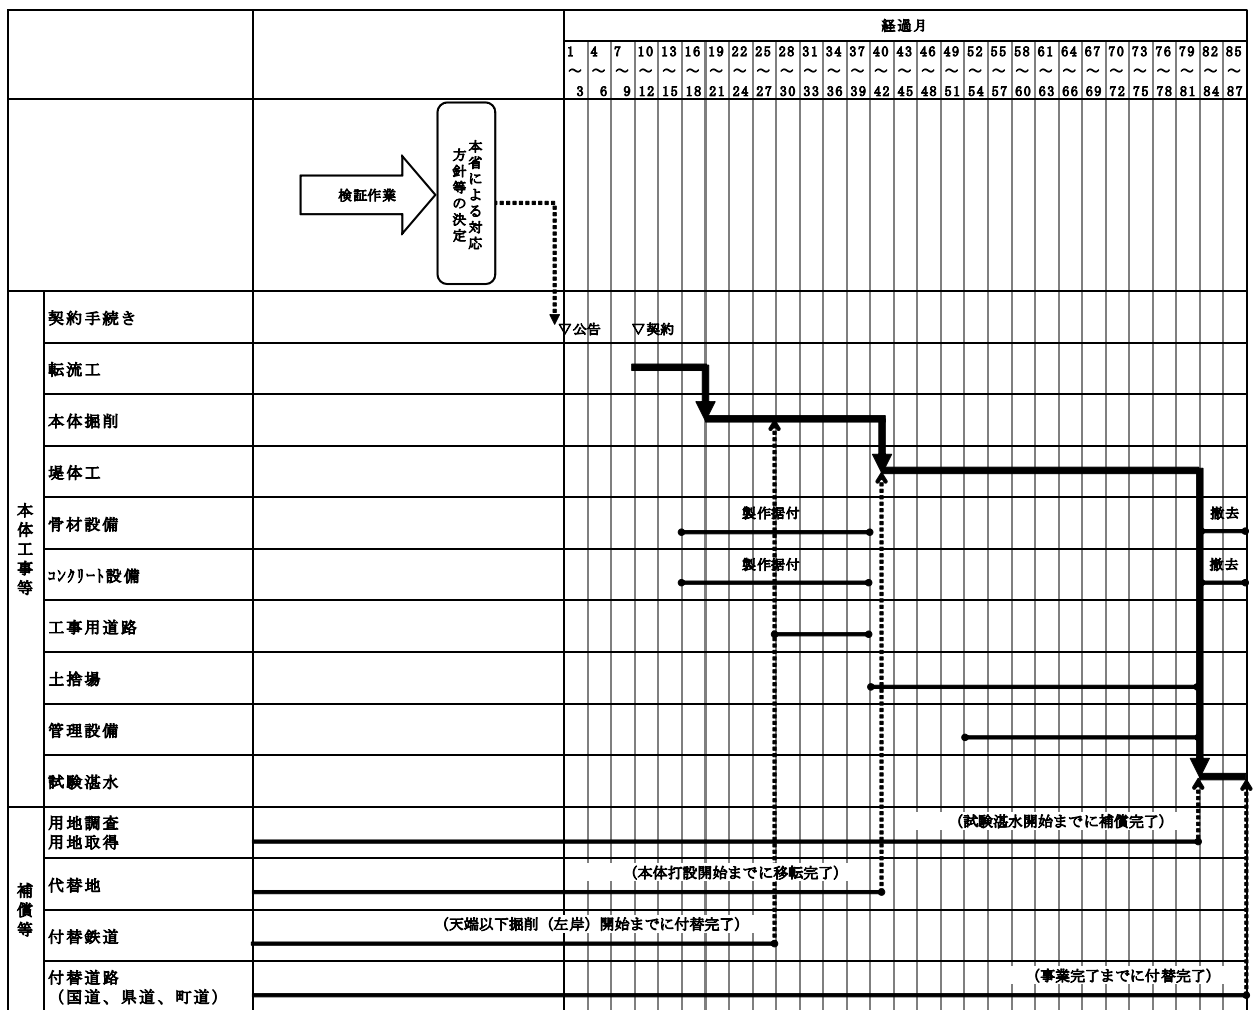 経過月
1 4 7 10 13 16 19 22 25 28 31 34 37 40 43 46 49 52 55 58 61 64 67 70 73 76 79 82 85
～ ～ ～ ～ ～ ～ ～ ～ ～ ～ ～ ～ ～ ～ ～ ～ ～ ～ ～ ～ ～ ～ ～ ～ ～ ～ ～ ～ ～
3 6 9 12 15 18 21 24 27 30 33 36 39 42 45 48 51 54 57 60 63 66 69 72 75 78 81 84 87
検証作業
本省による対応
方針等の決定
本体工事等
契約手続き
▽公告 ▽契約
転流工
本体掘削
堤体工
骨材設備
製作据付 撤去
コンクリート設備
製作据付 撤去
工事用道路
土捨場
管理設備
試験湛水
補償等
用地調査
用地取得
(試験湛水開始までに補償完了)
代替地
(本体打設開始までに移転完了)
付替鉄道
(天端以下掘削（左岸）開始までに付替完了)
付替道路
（国道、県道、町道）
(事業完了までに付替完了)